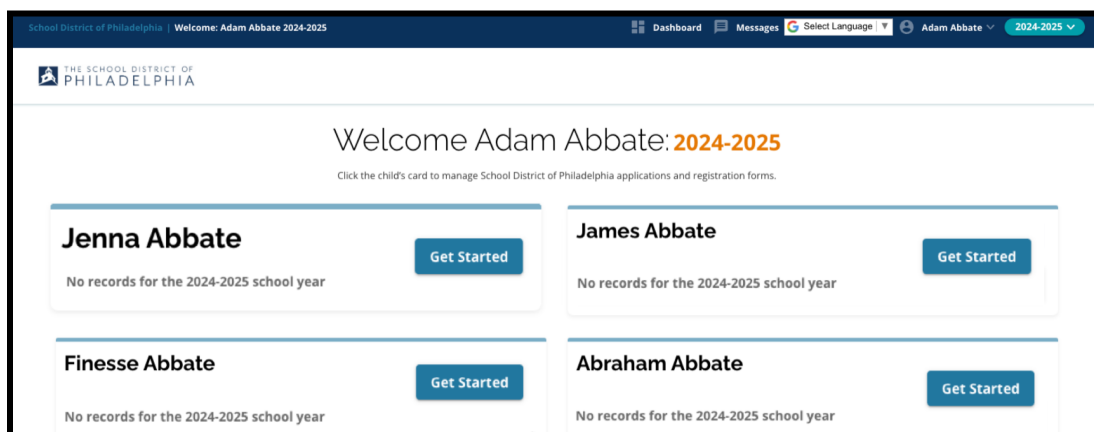 School District of Philadelphia | Welcome: Adam Abbate 2024-2025
Dashboard Messages Select Language ▼ Adam Abbate 2024-2025
THE SCHOOL DISTRICT OF
PHILADELPHIA
Welcome Adam Abbate: 2024-2025
Click the child's card to manage School District of Philadelphia applications and registration forms.
Jenna Abbate
Get Started
No records for the 2024-2025 school year
James Abbate
Get Started
No records for the 2024-2025 school year
Finesse Abbate
Get Started
No records for the 2024-2025 school year
Abraham Abbate
Get Started
No records for the 2024-2025 school year